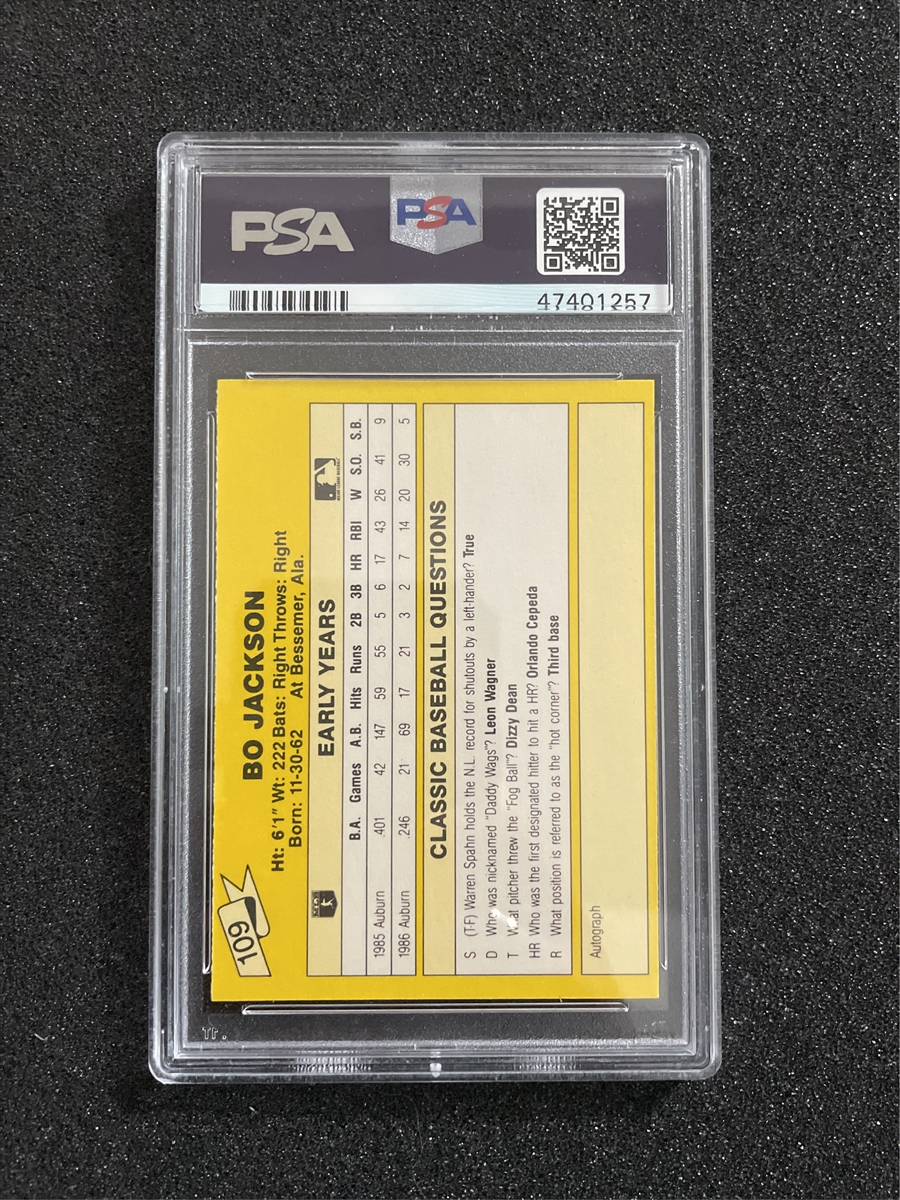 PSA
PSA
47401257
109
BO JACKSON
Ht: 6'1" Wt: 222 Bats: Right Throws: Right
Born: 11-30-62 At Bessemer, Ala.
EARLY YEARS
B.A. Games A.B. Hits Runs 2B 3B HR RBI W S.O. S.B.
1985 Auburn .401 42 147 59 55 5 6 17 43 26 41 9
1986 Auburn .246 21 69 17 21 3 2 7 14 20 30 5
CLASSIC BASEBALL QUESTIONS
S (T-F) Warren Spahn holds the N.L. record for shutouts by a left-hander? True
D Who was nicknamed "Daddy Wags"? Leon Wagner
T What pitcher threw the "Fog Ball"? Dizzy Dean
HR Who was the first designated hitter to hit a HR? Orlando Cepeda
R What position is referred to as the "hot corner"? Third base
Autograph